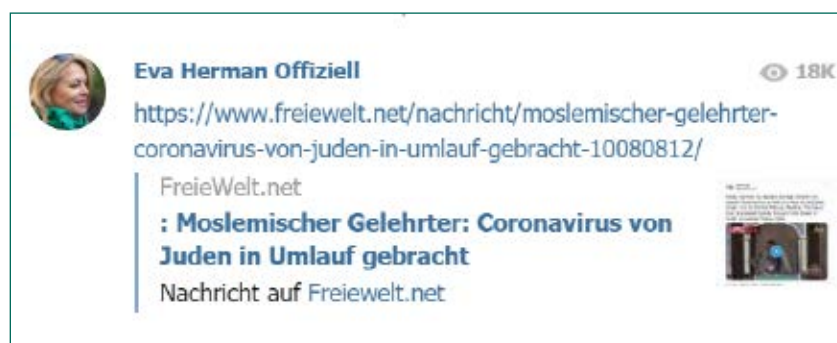 Eva Herman Offiziell 18K
https://www.freiewelt.net/nachricht/moslemischer-gelehrter-
coronavirus-von-juden-in-umlauf-gebracht-10080812/
FreieWelt.net
: Moslemischer Gelehrter: Coronavirus von
Juden in Umlauf gebracht
Nachricht auf Freiewelt.net